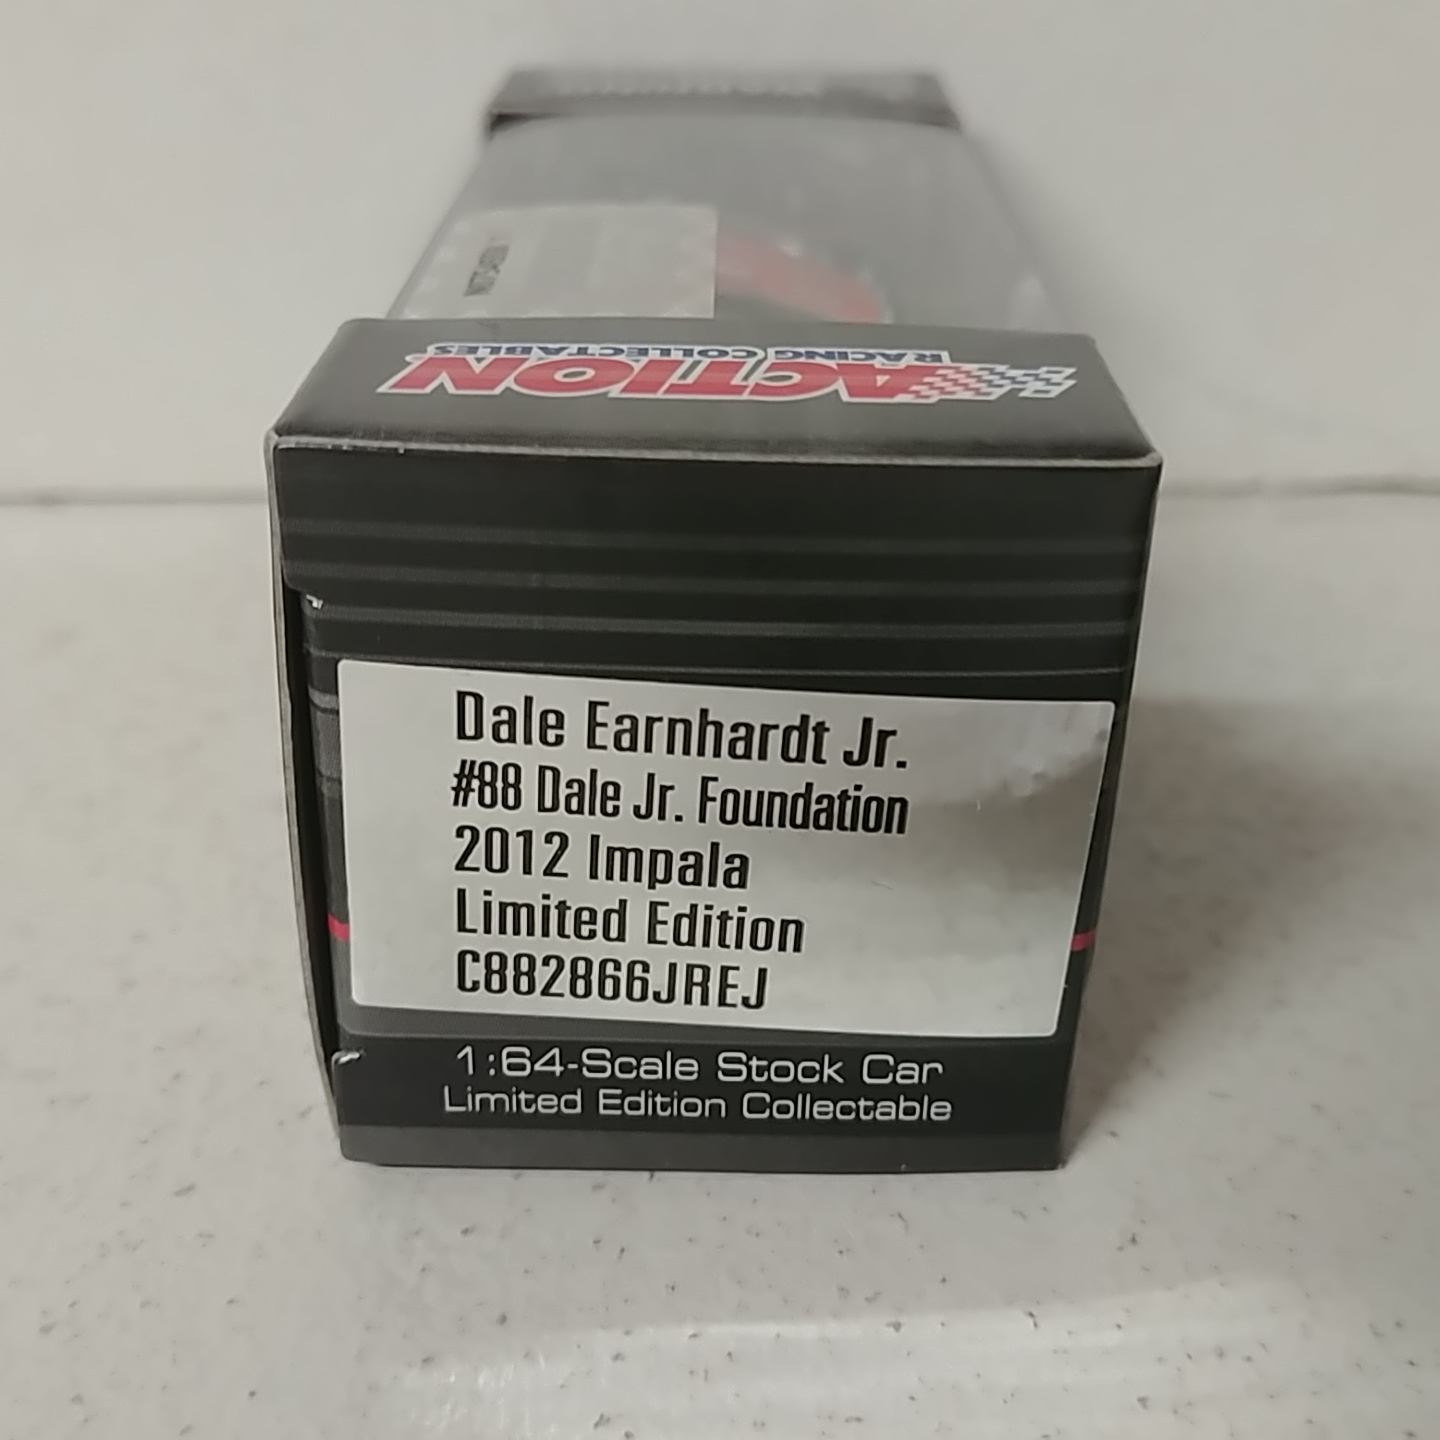 ACTION
RACING COLLECTABLES
Dale Earnhardt Jr.
#88 Dale Jr. Foundation
2012 Impala
Limited Edition
C882866JREJ
1:64-Scale Stock Car
Limited Edition Collectable